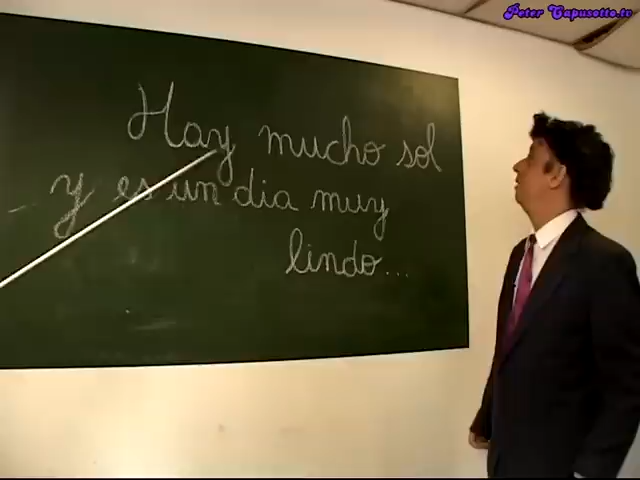 Peter Capusotto.tv
Hay mucho sol
y es un dia muy
lindo...